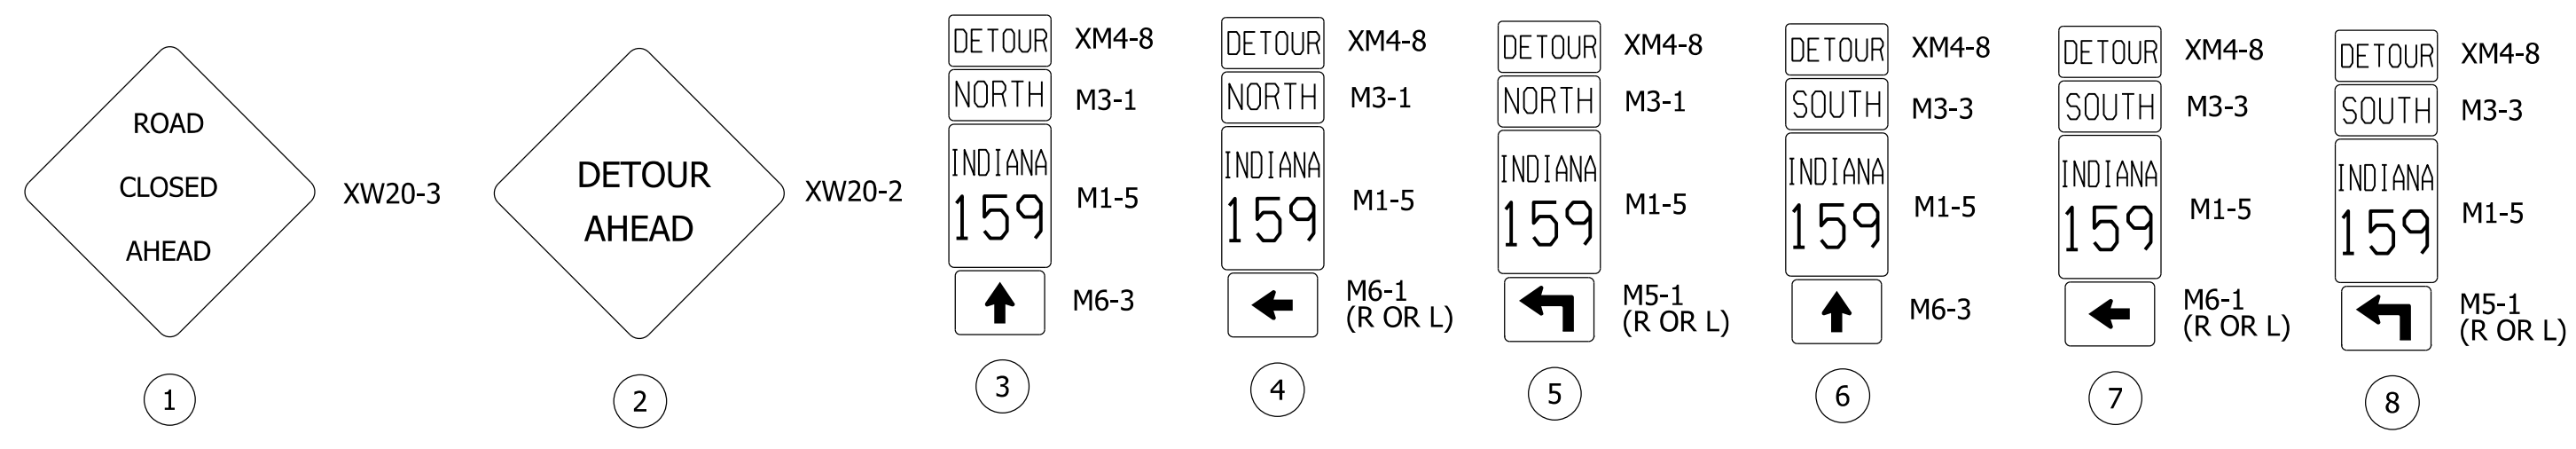 ROAD
CLOSED
AHEAD
XW20-3
1
DETOUR
AHEAD
XW20-2
2
DETOUR XM4-8
NORTH M3-1
INDIANA
159 M1-5
M6-3
3
DETOUR XM4-8
NORTH M3-1
INDIANA
159 M1-5
M6-1
(R OR L)
4
DETOUR XM4-8
NORTH M3-1
INDIANA
159 M1-5
M5-1
(R OR L)
5
DETOUR XM4-8
SOUTH M3-3
INDIANA
159 M1-5
M6-3
6
DETOUR XM4-8
SOUTH M3-3
INDIANA
159 M1-5
M6-1
(R OR L)
7
DETOUR XM4-8
SOUTH M3-3
INDIANA
159 M1-5
M5-1
(R OR L)
8